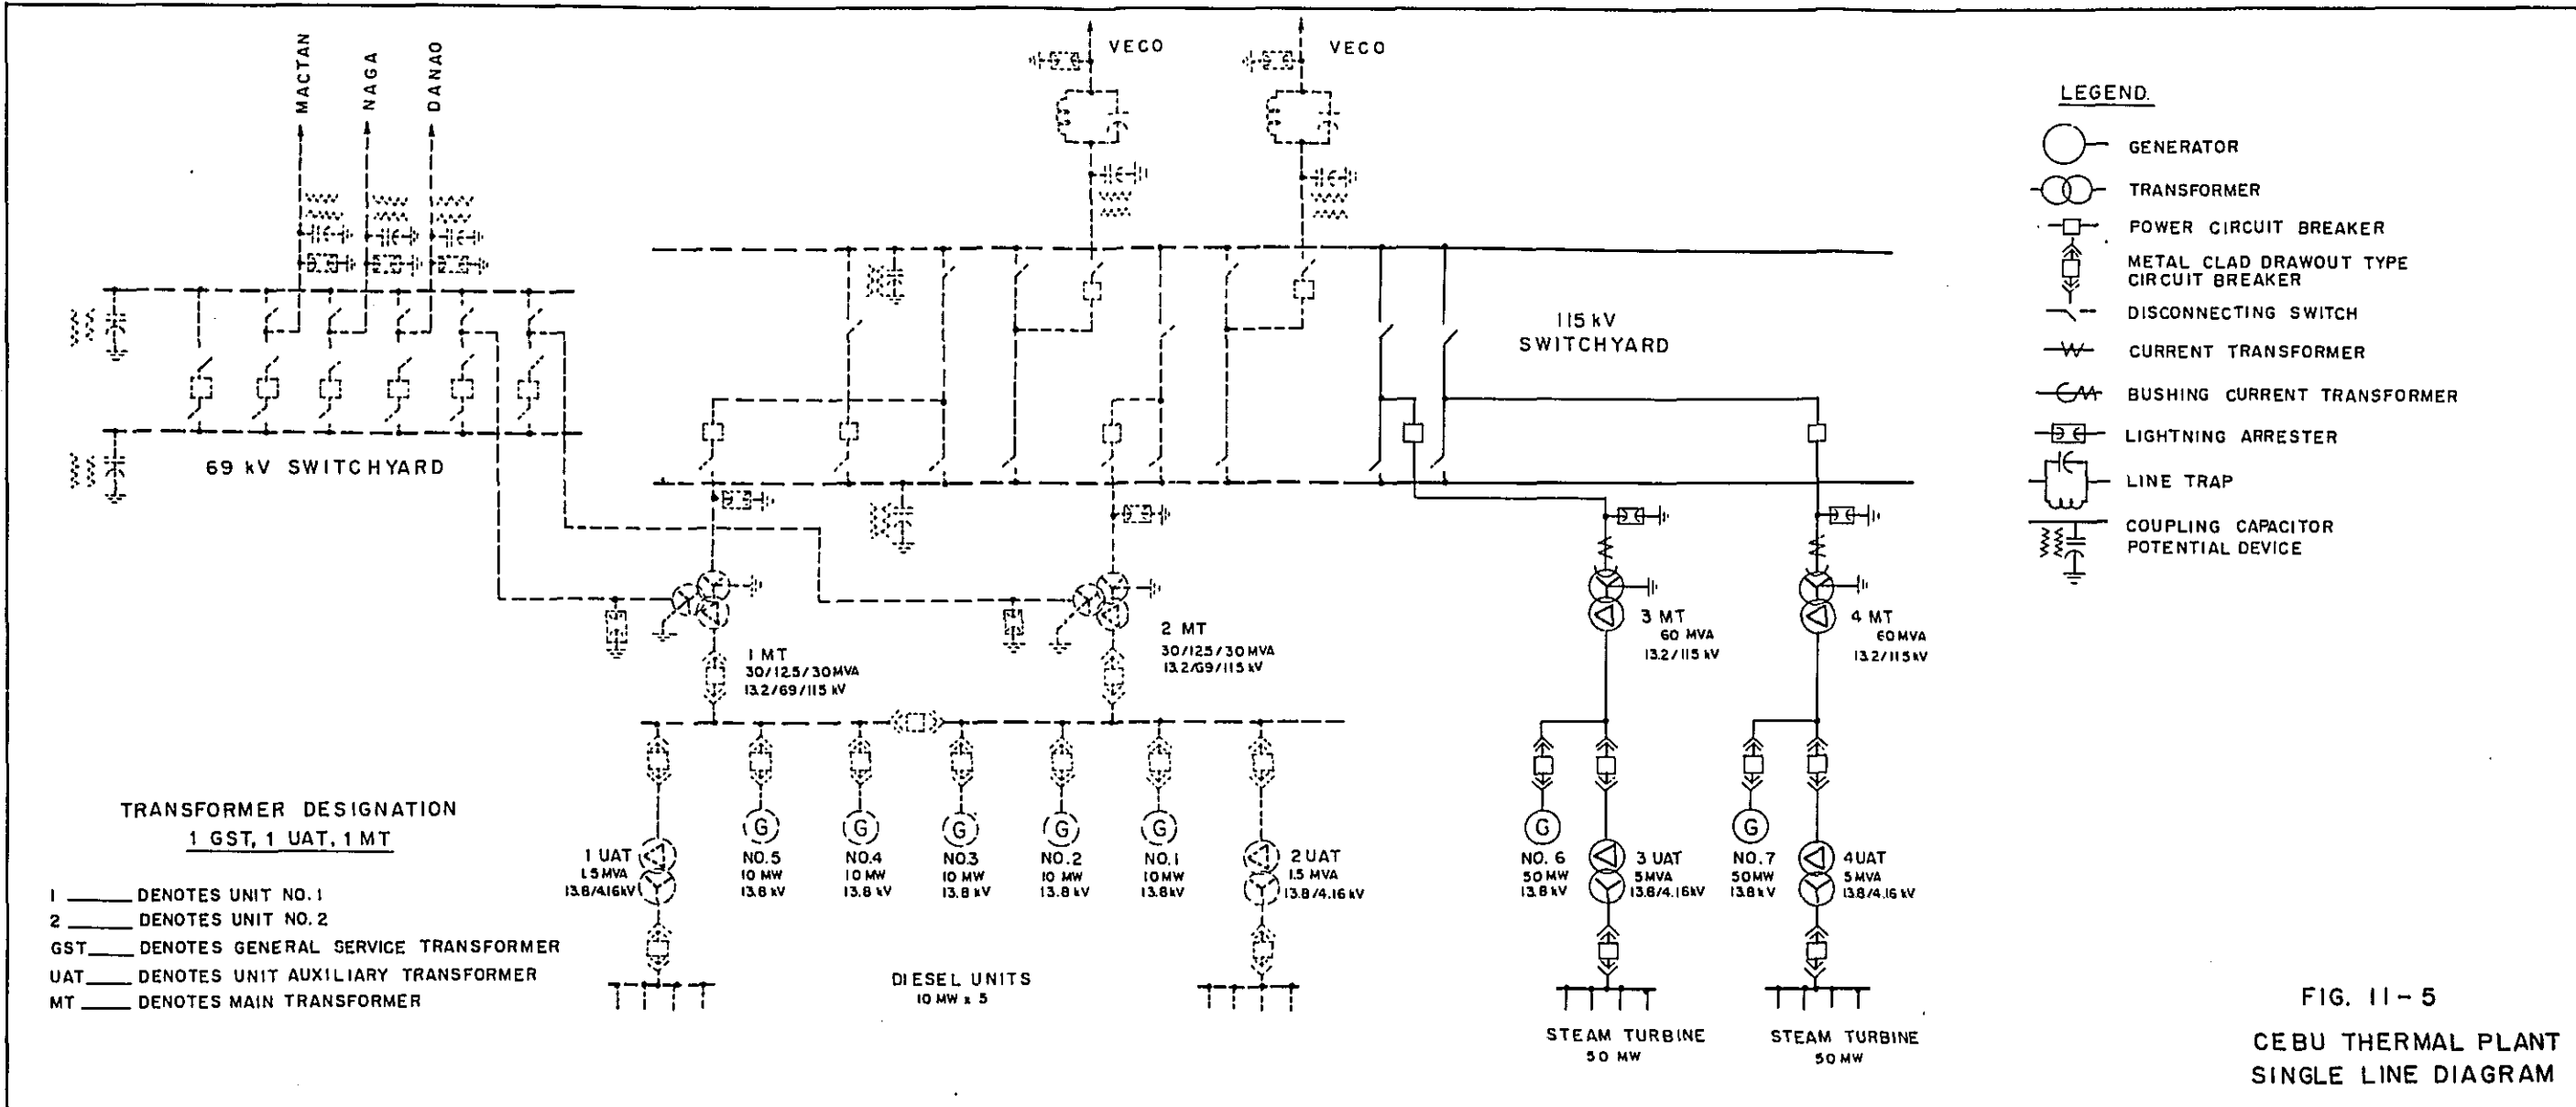 MACTAN
NAGA
DANAO
VECO
VECO
69 kV SWITCHYARD
115 kV
SWITCHYARD
LEGEND.
GENERATOR
TRANSFORMER
POWER CIRCUIT BREAKER
METAL CLAD DRAWOUT TYPE
CIRCUIT BREAKER
DISCONNECTING SWITCH
CURRENT TRANSFORMER
BUSHING CURRENT TRANSFORMER
LIGHTNING ARRESTER
LINE TRAP
COUPLING CAPACITOR
POTENTIAL DEVICE
1 MT
30/12.5/30 MVA
13.2/69/115 kV
2 MT
30/12.5/30 MVA
13.2/69/115 kV
3 MT
60 MVA
13.2/115 kV
4 MT
60 MVA
13.2/115 kV
1 UAT
1.5 MVA
13.8/4.16 kV
G
NO.5
10 MW
13.8 kV
G
NO.4
10 MW
13.8 kV
G
NO.3
10 MW
13.8 kV
G
NO.2
10 MW
13.8 kV
G
NO.1
10 MW
13.8 kV
2 UAT
1.5 MVA
13.8/4.16 kV
G
NO. 6
50 MW
13.8 kV
3 UAT
5 MVA
13.8/4.16 kV
G
NO. 7
50 MW
13.8 kV
4 UAT
5 MVA
13.8/4.16 kV
DIESEL UNITS
10 MW x 5
STEAM TURBINE
50 MW
STEAM TURBINE
50 MW
TRANSFORMER DESIGNATION
1 GST, 1 UAT, 1 MT
1 ____ DENOTES UNIT NO. 1
2 ____ DENOTES UNIT NO. 2
GST ____ DENOTES GENERAL SERVICE TRANSFORMER
UAT ____ DENOTES UNIT AUXILIARY TRANSFORMER
MT ____ DENOTES MAIN TRANSFORMER
FIG. 11-5
CEBU THERMAL PLANT
SINGLE LINE DIAGRAM